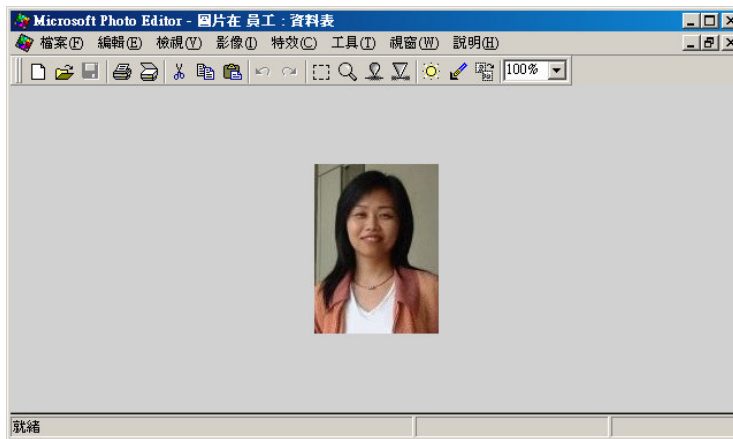 Microsoft Photo Editor - 圖片在 員工 : 資料表
檔案(F) 編輯(E) 檢視(V) 影像(I) 特效(C) 工具(T) 視窗(W) 說明(H)
100%
就緒